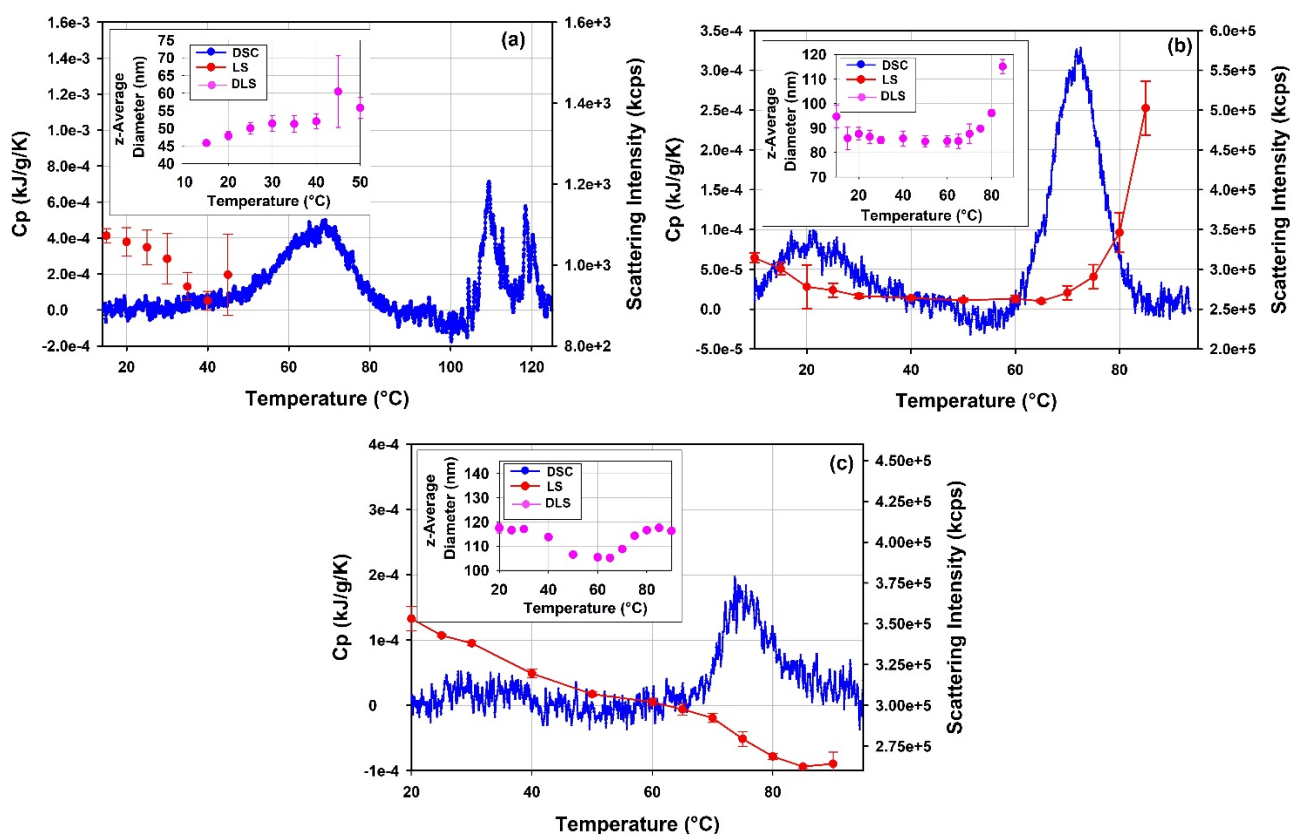 (a)
1.6e-3
1.4e-3
1.2e-3
1.0e-3
8.0e-4
6.0e-4
4.0e-4
2.0e-4
0.0
-2.0e-4
Cp (kJ/g/K)
1.6e+3
1.4e+3
1.2e+3
1.0e+3
8.0e+2
Scattering Intensity (kcps)
20 40 60 80 100 120
Temperature (°C)
DSC
LS
DLS
75
70
65
60
55
50
45
40
z-Average
Diameter (nm)
10 20 30 40 50
Temperature (°C)
(b)
3.5e-4
3.0e-4
2.5e-4
2.0e-4
1.5e-4
1.0e-4
5.0e-5
0.0
-5.0e-5
Cp (kJ/g/K)
6.0e+5
5.5e+5
5.0e+5
4.5e+5
4.0e+5
3.5e+5
3.0e+5
2.5e+5
2.0e+5
Scattering Intensity (kcps)
20 40 60 80
Temperature (°C)
DSC
LS
DLS
120
110
100
90
80
70
z-Average
Diameter (nm)
20 40 60 80
Temperature (°C)
(c)
4e-4
3e-4
2e-4
1e-4
0
-1e-4
Cp (kJ/g/K)
4.50e+5
4.25e+5
4.00e+5
3.75e+5
3.50e+5
3.25e+5
3.00e+5
2.75e+5
Scattering Intensity (kcps)
20 40 60 80
Temperature (°C)
DSC
LS
DLS
140
130
120
110
100
z-Average
Diameter (nm)
20 40 60 80
Temperature (°C)